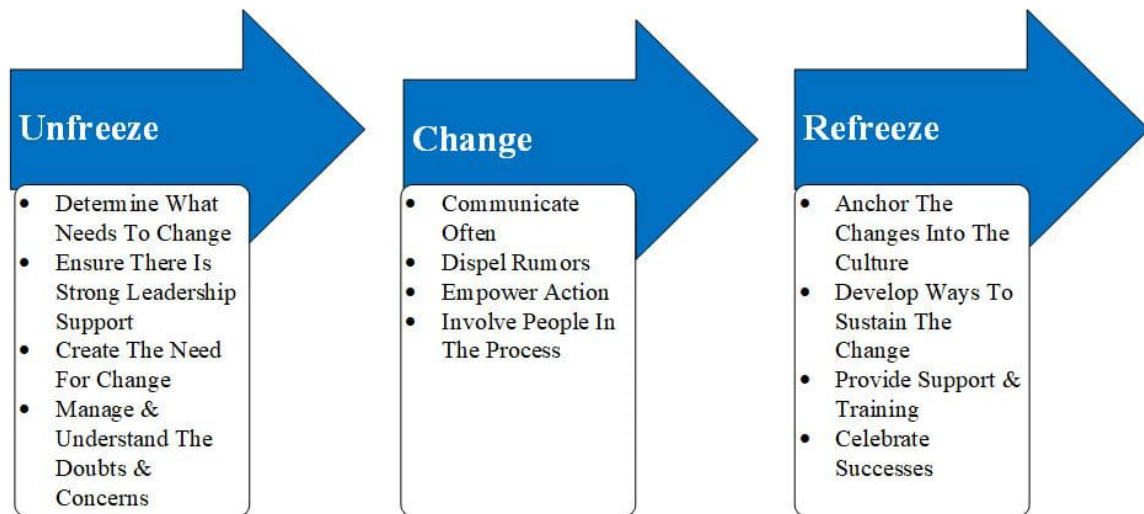 Unfreeze
• Determine What
Needs To Change
• Ensure There Is
Strong Leadership
Support
• Create The Need
For Change
• Manage &
Understand The
Doubts &
Concerns
Change
• Communicate
Often
• Dispel Rumors
• Empower Action
• Involve People In
The Process
Refreeze
• Anchor The
Changes Into The
Culture
• Develop Ways To
Sustain The
Change
• Provide Support &
Training
• Celebrate
Successes